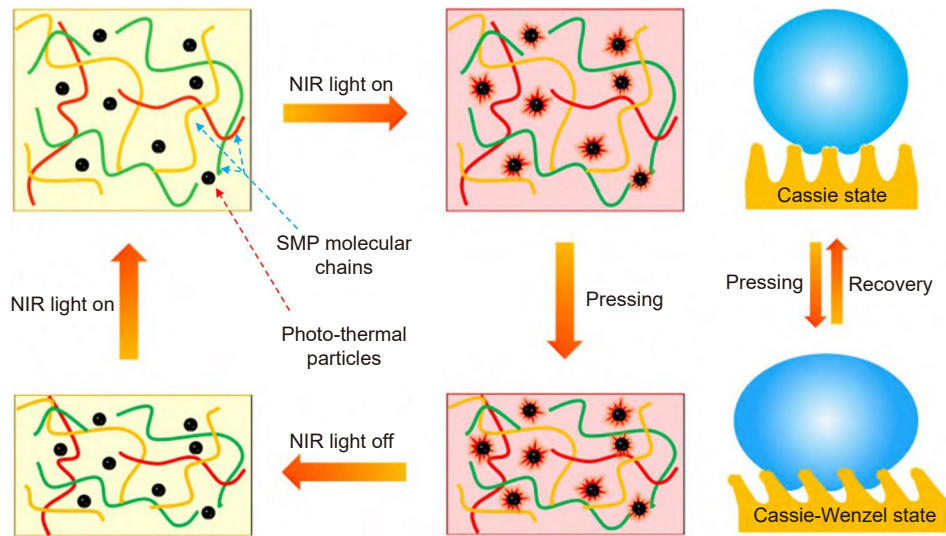 NIR light on
Cassie state
SMP molecular
chains
NIR light on
Pressing
Pressing
Recovery
Photo-thermal
particles
NIR light off
Cassie-Wenzel state